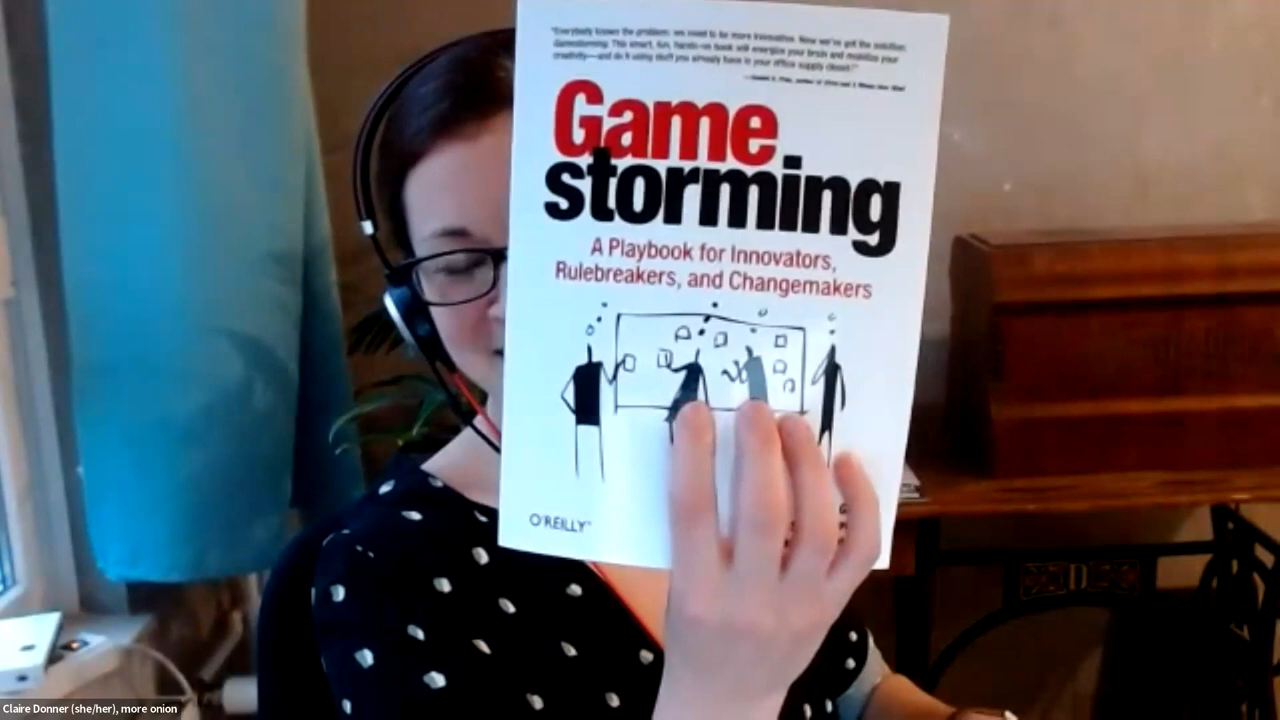 "Everybody knows the problem: we need to be more innovative. Now we've got the solution:
Gamestorming. This smart, fun, hands-on book will energize your brain and mobilize your
creativity—and do it using stuff you already have in your office supply closet!"
Game
storming
A Playbook for Innovators,
Rulebreakers, and Changemakers
O'REILLY
Claire Donner (she/her), more onion